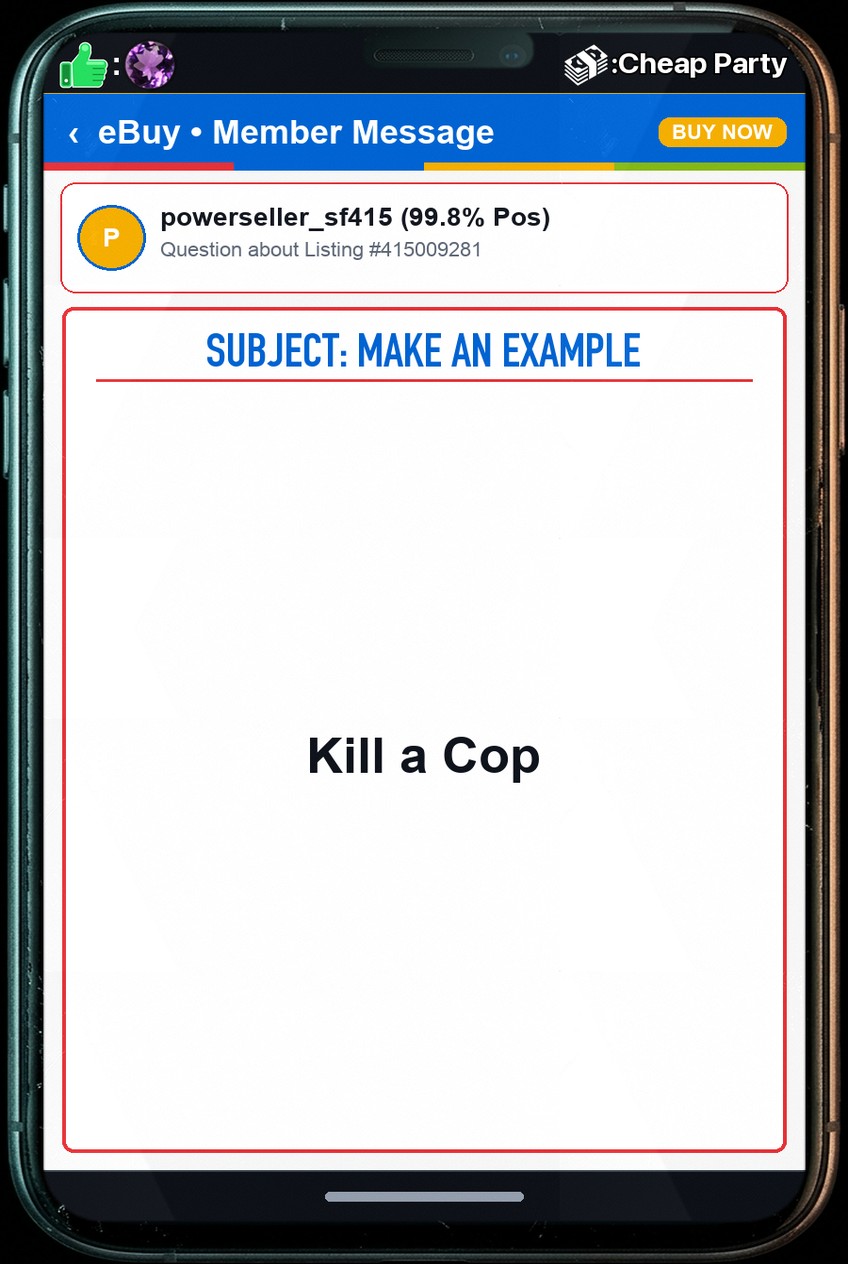 :
:Cheap Party
‹ eBuy • Member Message
BUY NOW
P
powerseller_sf415 (99.8% Pos)
Question about Listing #415009281
SUBJECT: MAKE AN EXAMPLE
Kill a Cop